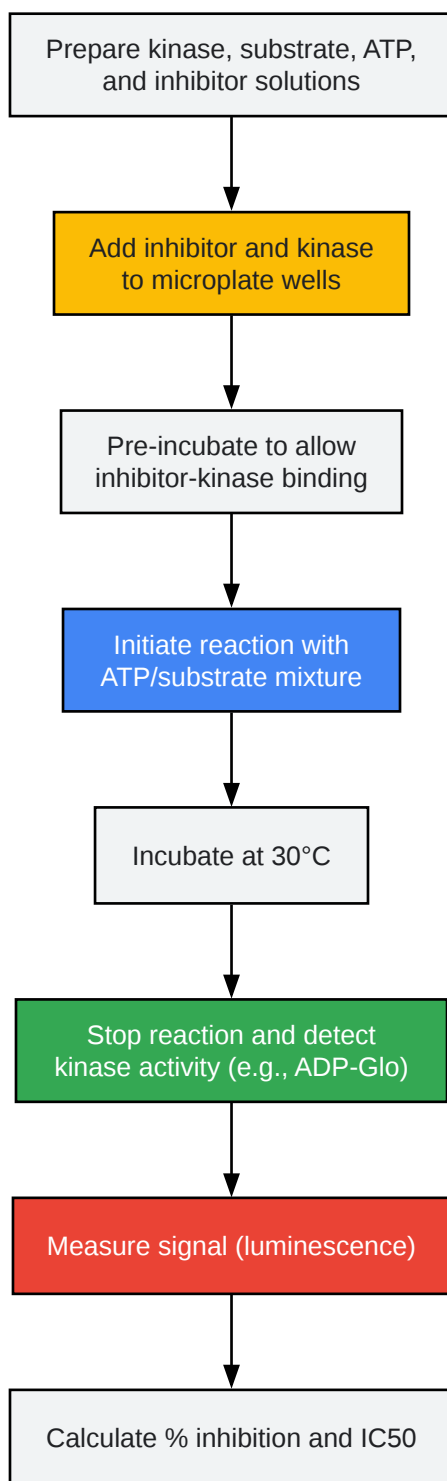 Prepare kinase, substrate, ATP,
and inhibitor solutions
Add inhibitor and kinase
to microplate wells
Pre-incubate to allow
inhibitor-kinase binding
Initiate reaction with
ATP/substrate mixture
Incubate at 30°C
Stop reaction and detect
kinase activity (e.g., ADP-Glo)
Measure signal (luminescence)
Calculate % inhibition and IC50